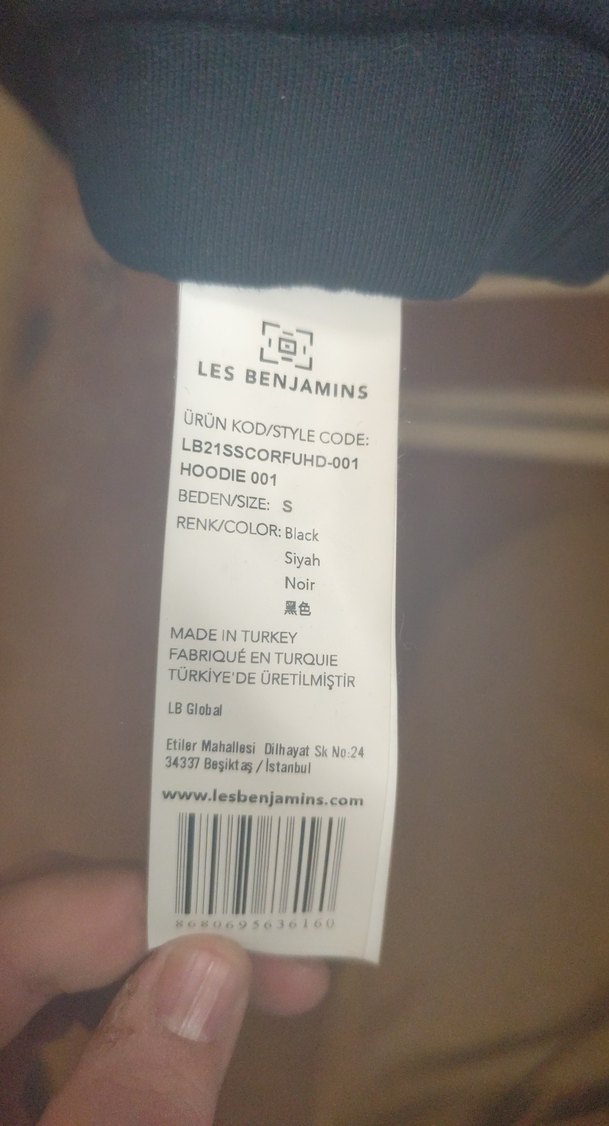 LES BENJAMINS
ÜRÜN KOD/STYLE CODE:
LB21SSCORFUHD-001
HOODIE 001
BEDEN/SIZE: S
RENK/COLOR: Black
Siyah
Noir
黑色
MADE IN TURKEY
FABRIQUÉ EN TURQUIE
TÜRKİYE'DE ÜRETİLMİŞTİR
LB Global
Etiler Mahallesi Dilhayat Sk No:24
34337 Beşiktaş / İstanbul
www.lesbenjamins.com
8680695636160